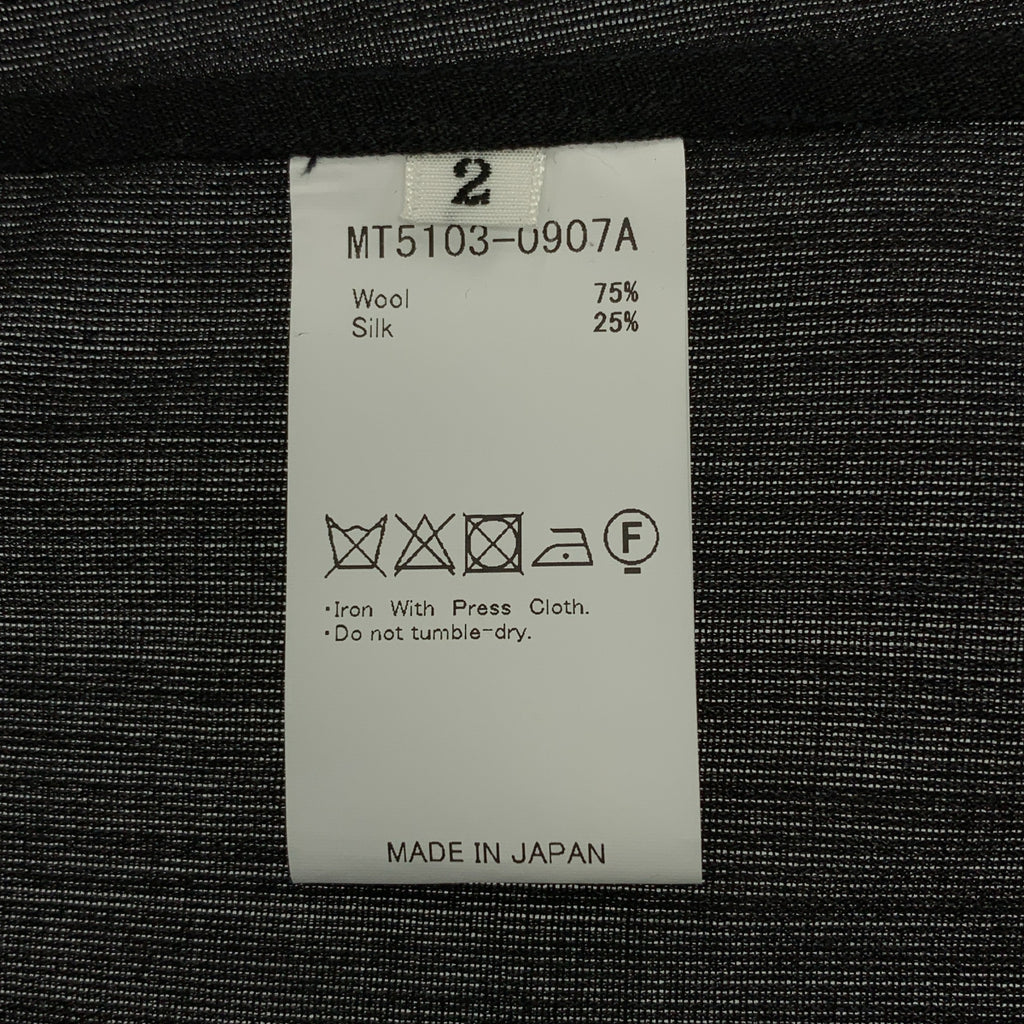 2
MT5103-0907A
Wool 75%
Silk 25%
F
・Iron With Press Cloth.
・Do not tumble-dry.
MADE IN JAPAN